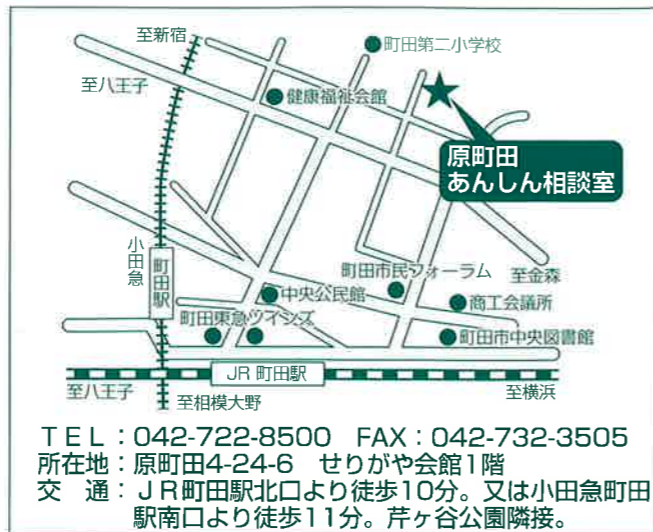 至新宿
町田第二小学校
至八王子
健康福祉会館
原町田
あんしん相談室
小田急
町田駅
町田市民フォーラム
至金森
中央公民館
商工会議所
町田東急ツインズ
町田市中央図書館
JR 町田駅
至八王子
至横浜
至相模大野
TEL：042-722-8500 FAX：042-732-3505
所在地：原町田4-24-6 せりがや会館1階
交 通：JR町田駅北口より徒歩10分。又は小田急町田
駅南口より徒歩11分。芹ヶ谷公園隣接。